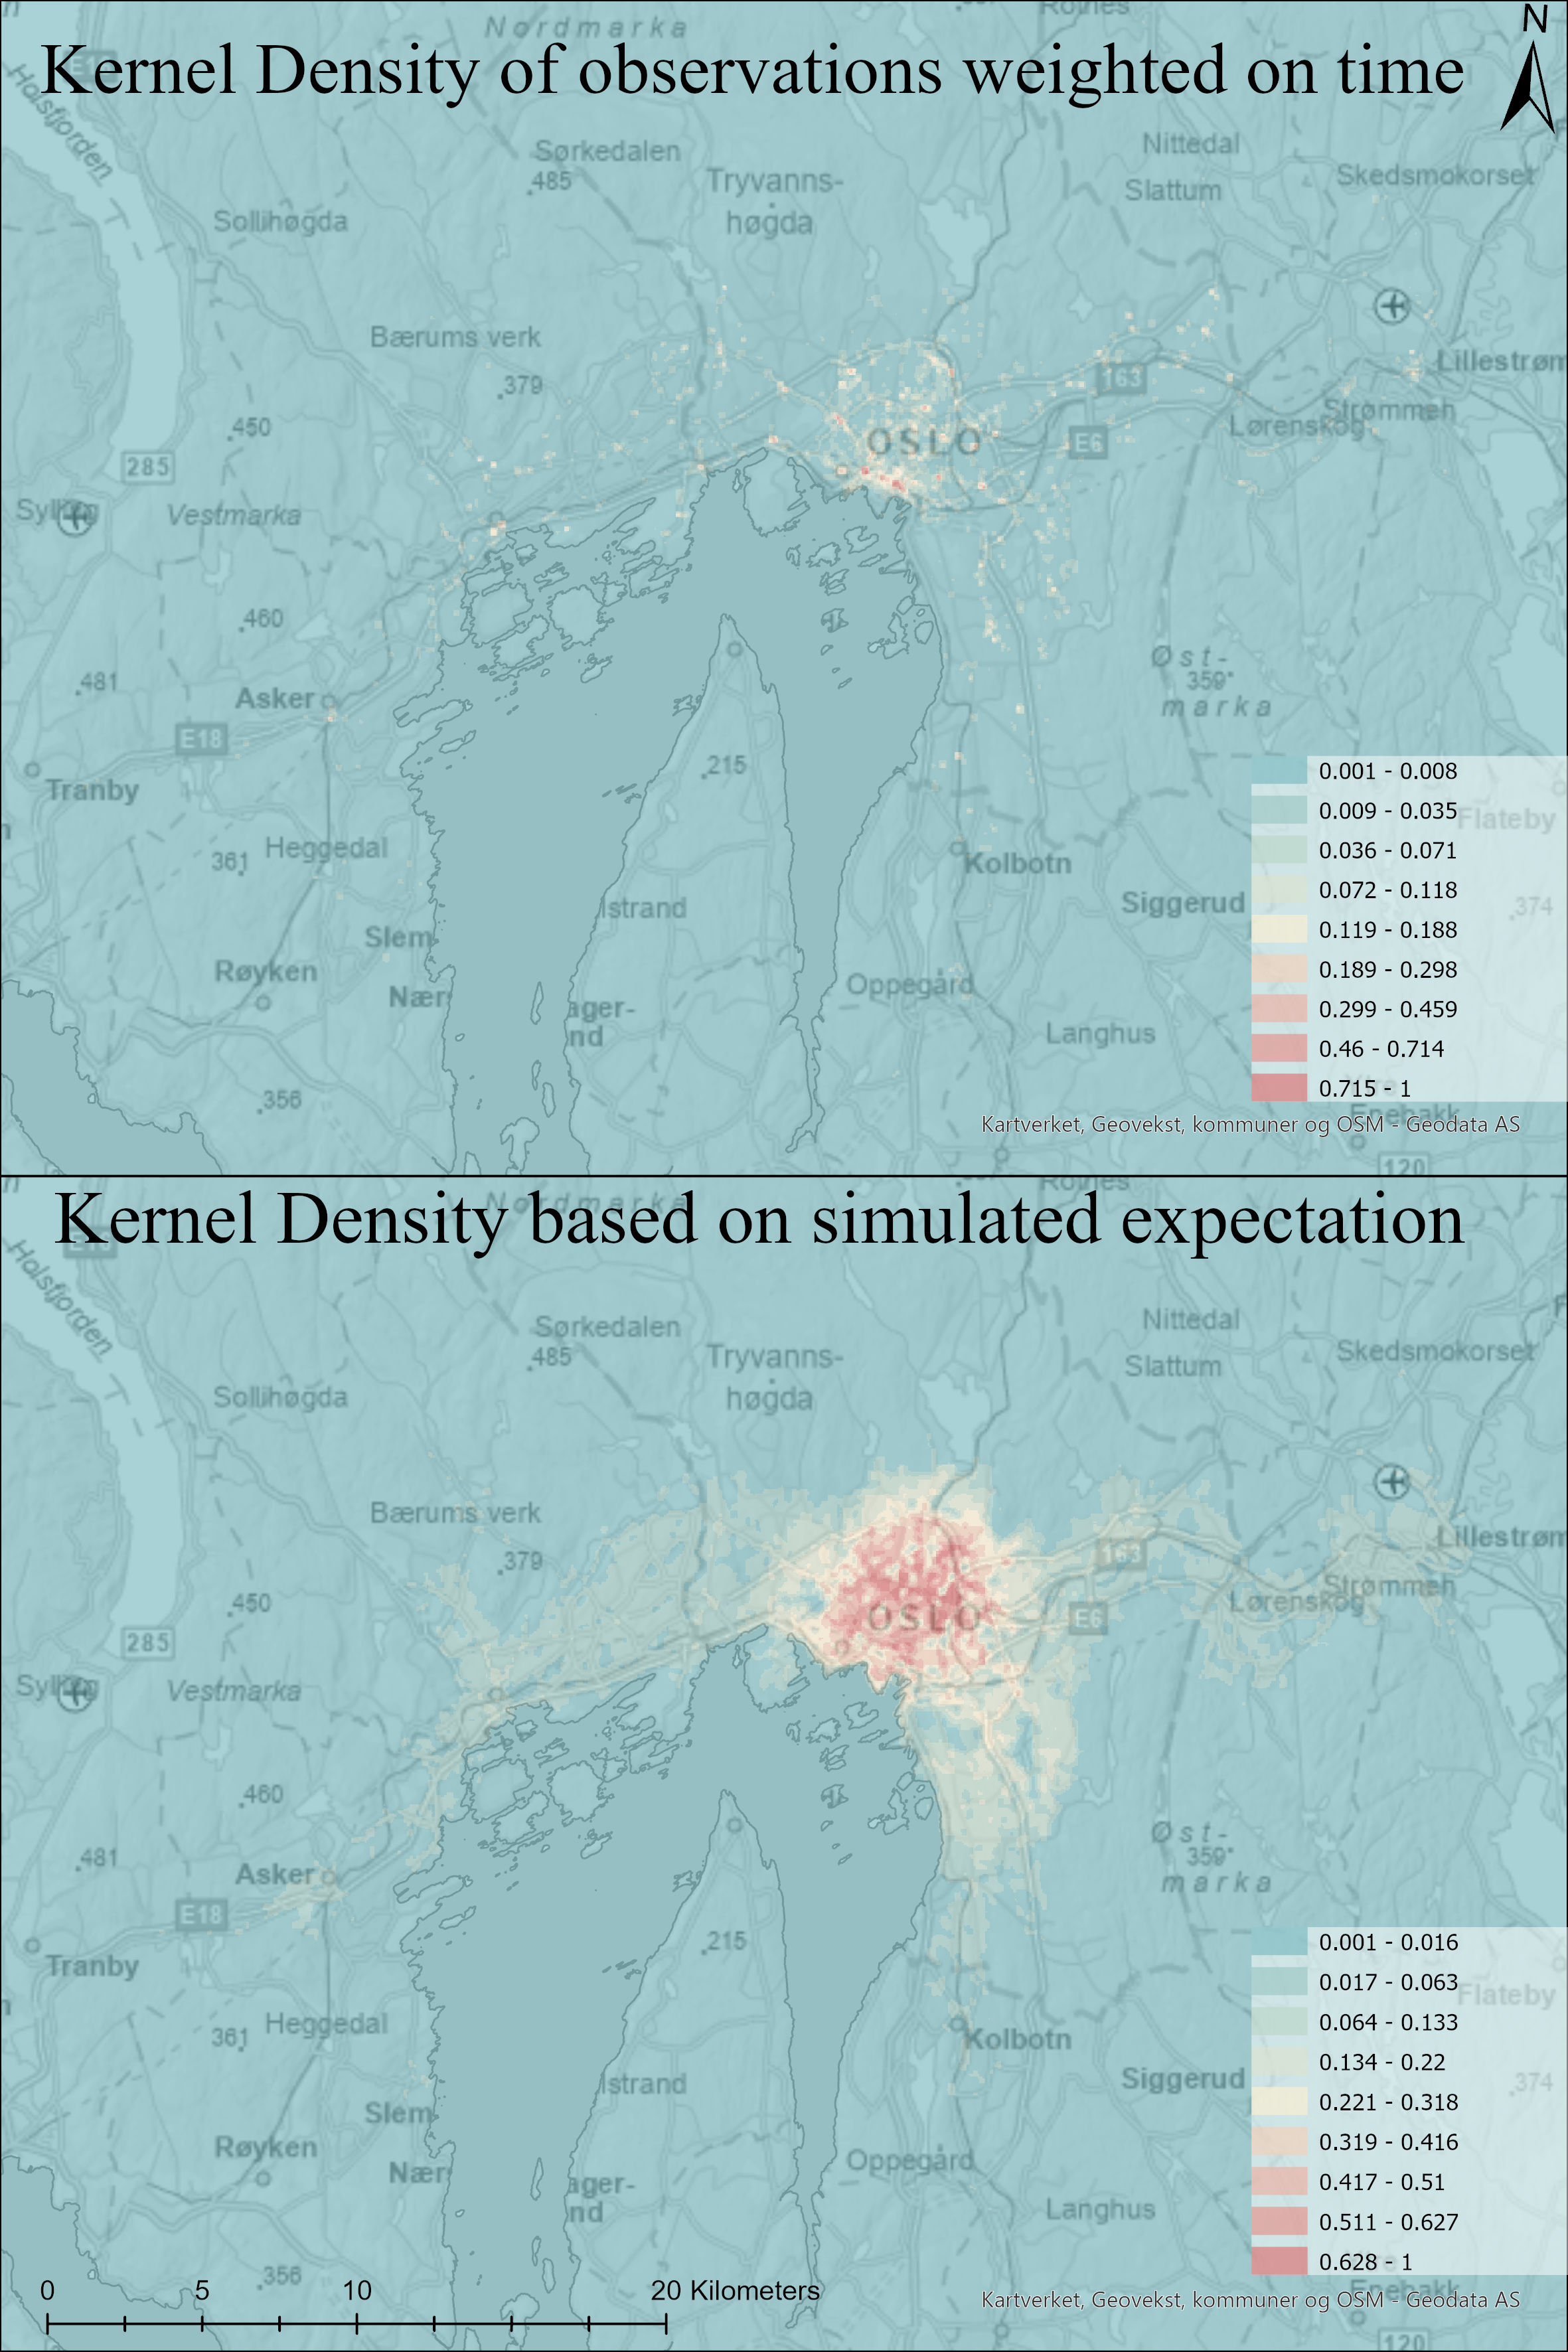 Nordmarka
Kernel Density of observations weighted on time
N
Holsfjorden
Sørkedalen
.485
Tryvanns-
høgda
Nittedal
Slattum
Skedsmokorset
Sollihøgda
Bærums verk
.379
163
Lillestrøm
.450
OSLO
E6
Strømmen
Lørenskog
285
Sylling
Vestmarka
.460
.481
Asker
E18
Tranby
Øst-
359
marka
.215
0.001 - 0.008
0.009 - 0.035
0.036 - 0.071
0.072 - 0.118
0.119 - 0.188
0.189 - 0.298
0.299 - 0.459
0.46 - 0.714
0.715 - 1
Flateby
.374
361
Heggedal
Kolbotn
Siggerud
Slem
lstrand
Røyken
Nær
ager-
nd
Oppegård
Langhus
.356
Enebakk
Kartverket, Geovekst, kommuner og OSM - Geodata AS
120
Nordmarka
Kernel Density based on simulated expectation
Holsfjorden
Sørkedalen
.485
Tryvanns-
høgda
Nittedal
Slattum
Skedsmokorset
Sollihøgda
Bærums verk
.379
163
Lillestrøm
.450
OSLO
E6
Strømmen
Lørenskog
285
Sylling
Vestmarka
.460
.481
Asker
E18
Tranby
Øst-
359
marka
.215
0.001 - 0.016
0.017 - 0.063
0.064 - 0.133
0.134 - 0.22
0.221 - 0.318
0.319 - 0.416
0.417 - 0.51
0.511 - 0.627
0.628 - 1
Flateby
.374
361
Heggedal
Kolbotn
Siggerud
Slem
lstrand
Røyken
Nær
ager-
nd
Oppegård
Langhus
.356
Enebakk
Kartverket, Geovekst, kommuner og OSM - Geodata AS
120
0 5 10 20 Kilometers